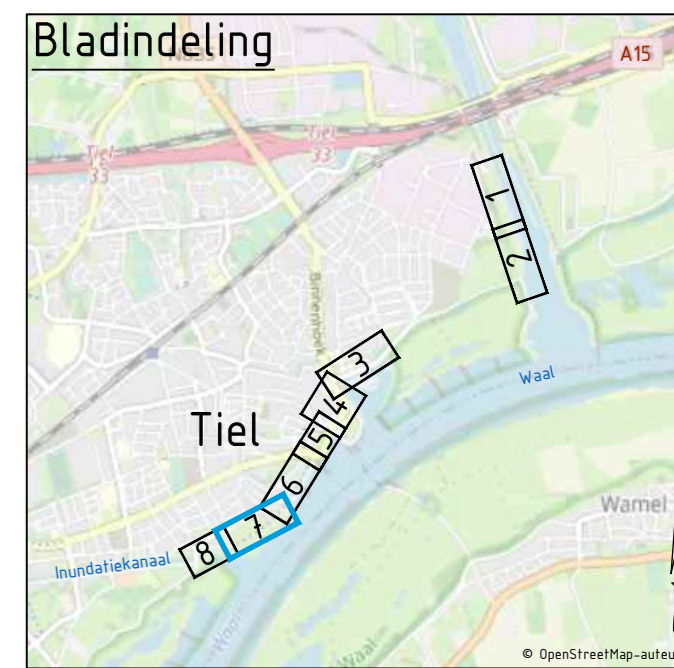 Bladindeling
A15
Tiel
33
Tiel
33
1
2
Binnenhoek
3
Waal
4
Tiel
5
6
Wamel
7
8
Inundatiekanaal
Waal
© OpenStreetMap-auteu